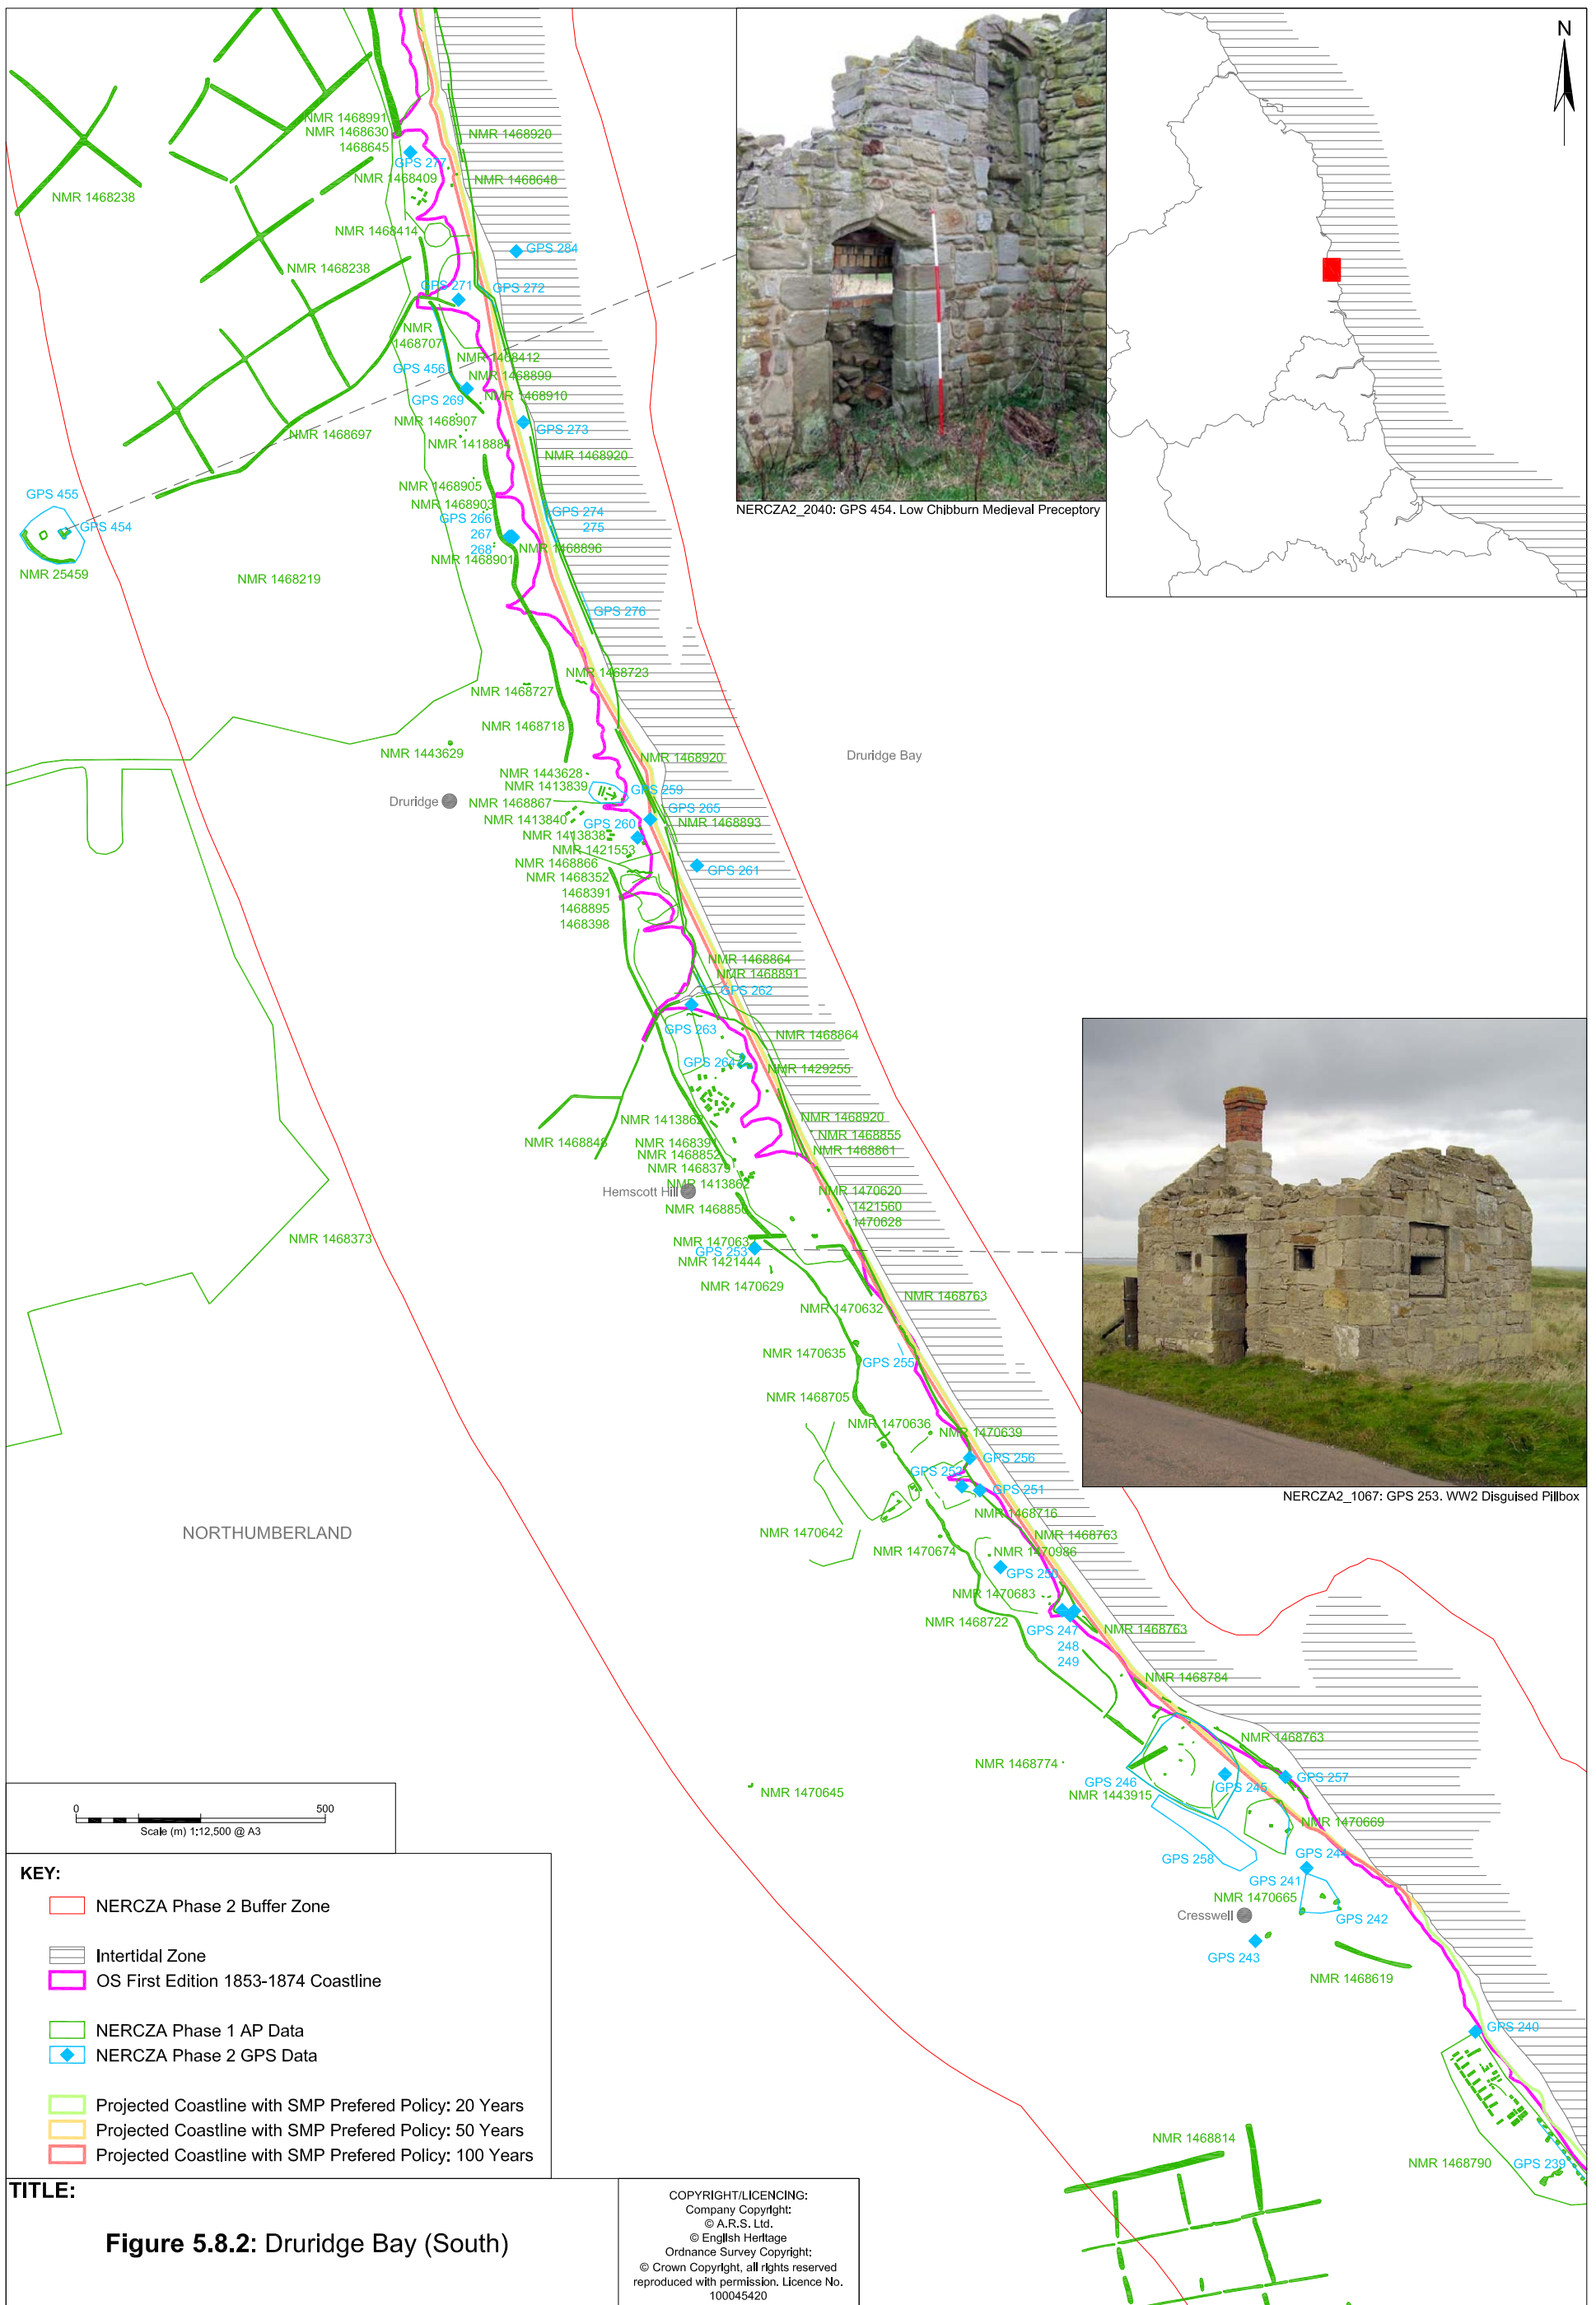 N
NMR 1468991
NMR 1468630
1468645
NMR 1468920
GPS 277
NMR 1468409
NMR 1468648
NMR 1468238
NMR 1468414
GPS 284
NMR 1468238
GPS 271
GPS 272
NMR
1468707
NMR 1468412
GPS 456
NMR 1468899
GPS 269
NMR 1468910
NMR 1468907
GPS 273
NMR 1468697
NMR 1418884
NMR 1468920
NMR 1468905
GPS 455
NMR 1468903
GPS 454
GPS 266
267
268
GPS 274
275
NMR 1468896
NMR 1468901
NMR 25459
NMR 1468219
GPS 276
NERCZA2_2040: GPS 454. Low Chibburn Medieval Preceptory
NMR 1468723
NMR 1468727
NMR 1468718
NMR 1443629
NMR 1468920
Druridge Bay
NMR 1443628
NMR 1413839
GPS 259
Druridge
NMR 1468867
GPS 265
NMR 1413840
GPS 260
NMR 1468893
NMR 1413838
NMR 1421553
NMR 1468866
GPS 261
NMR 1468352
1468391
1468895
1468398
NMR 1468864
NMR 1468891
GPS 262
GPS 263
NMR 1468864
GPS 264
NMR 1429255
NMR 1413862
NMR 1468920
NMR 1468848
NMR 1468391
NMR 1468855
NMR 1468852
NMR 1468861
NMR 1468379
NMR 1413862
Hemscott Hill
NMR 1470620
1421560
1470628
NMR 1468850
NMR 1468373
NMR 1470632
GPS 253
NMR 1421444
NMR 1470629
NMR 1468763
NMR 1470632
NMR 1470635
GPS 255
NMR 1468705
NMR 1470636
NMR 1470639
GPS 256
GPS 252
GPS 251
NERCZA2_1067: GPS 253. WW2 Disguised Pillbox
NMR 1468716
NORTHUMBERLAND
NMR 1470642
NMR 1468763
NMR 1470674
NMR 1470986
GPS 250
NMR 1470683
NMR 1468722
GPS 247
248
249
NMR 1468763
NMR 1468784
NMR 1468763
NMR 1468774
GPS 246
GPS 245
GPS 257
NMR 1443915
NMR 1470645
NMR 1470669
GPS 258
GPS 244
GPS 241
NMR 1470665
GPS 242
Cresswell
GPS 243
NMR 1468619
GPS 240
NMR 1468814
NMR 1468790
GPS 239
0 500
Scale (m) 1:12,500 @ A3
KEY:
NERCZA Phase 2 Buffer Zone
Intertidal Zone
OS First Edition 1853-1874 Coastline
NERCZA Phase 1 AP Data
NERCZA Phase 2 GPS Data
Projected Coastline with SMP Prefered Policy: 20 Years
Projected Coastline with SMP Prefered Policy: 50 Years
Projected Coastline with SMP Prefered Policy: 100 Years
TITLE:
Figure 5.8.2: Druridge Bay (South)
COPYRIGHT/LICENCING:
Company Copyright:
© A.R.S. Ltd.
© English Heritage
Ordnance Survey Copyright:
© Crown Copyright, all rights reserved
reproduced with permission. Licence No.
100045420